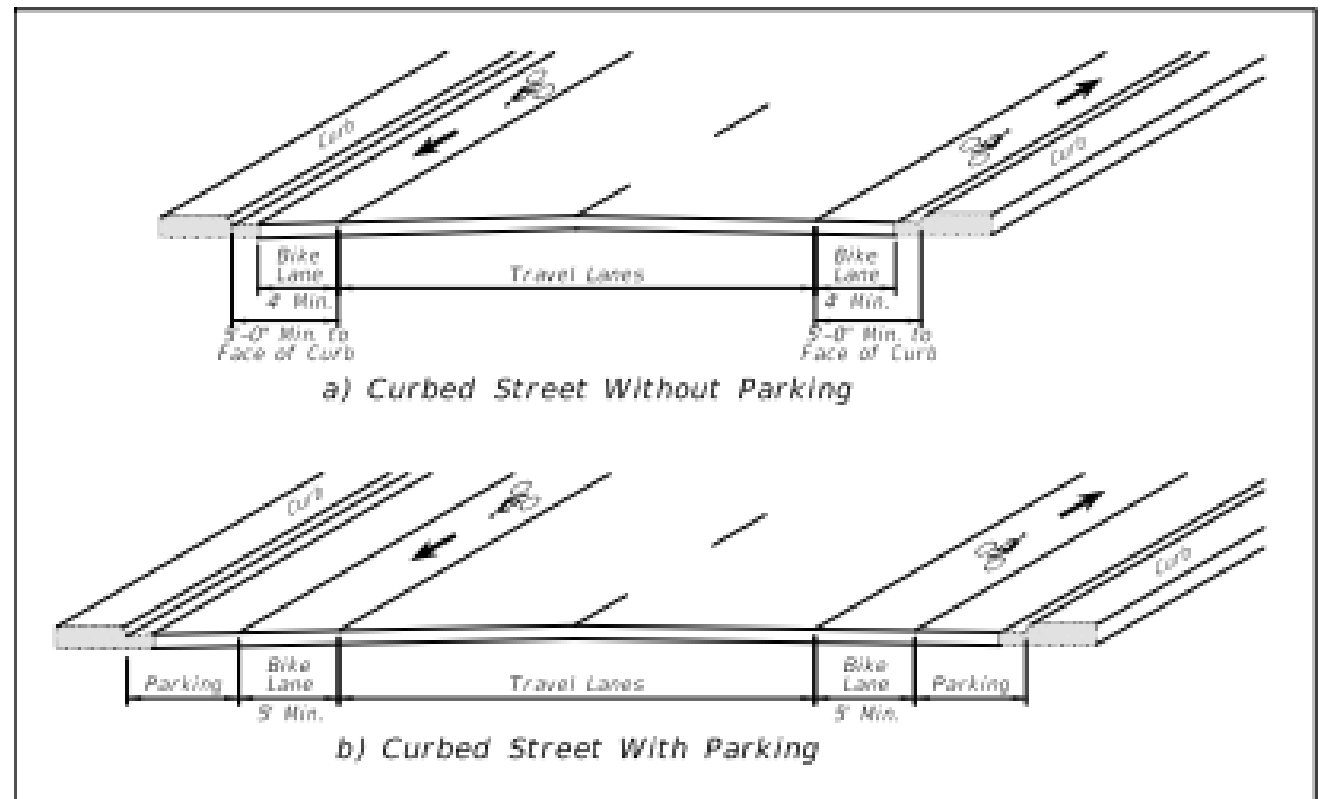 Curb
Curb
Bike
Lane
4' Min.
Travel Lanes
Bike
Lane
4' Min.
5'-0" Min. to
Face of Curb
5'-0" Min. to
Face of Curb
a) Curbed Street Without Parking
Curb
Curb
Parking
Bike
Lane
5' Min.
Travel Lanes
Bike
Lane
5' Min.
Parking
b) Curbed Street With Parking